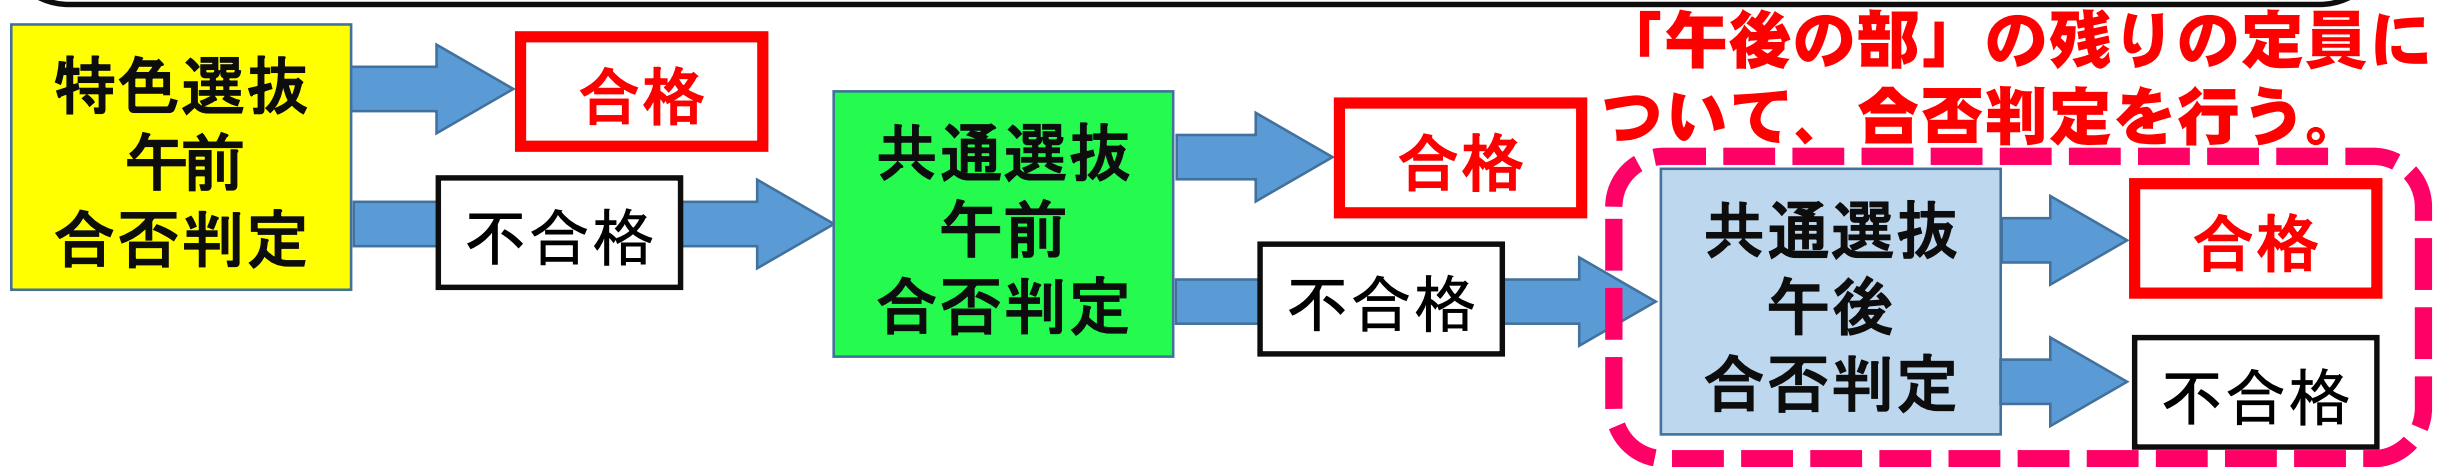 特色選抜
午前
合否判定
合格
不合格
共通選抜
午前
合否判定
合格
不合格
「午後の部」の残りの定員に
ついて、合否判定を行う。
共通選抜
午後
合否判定
合格
不合格